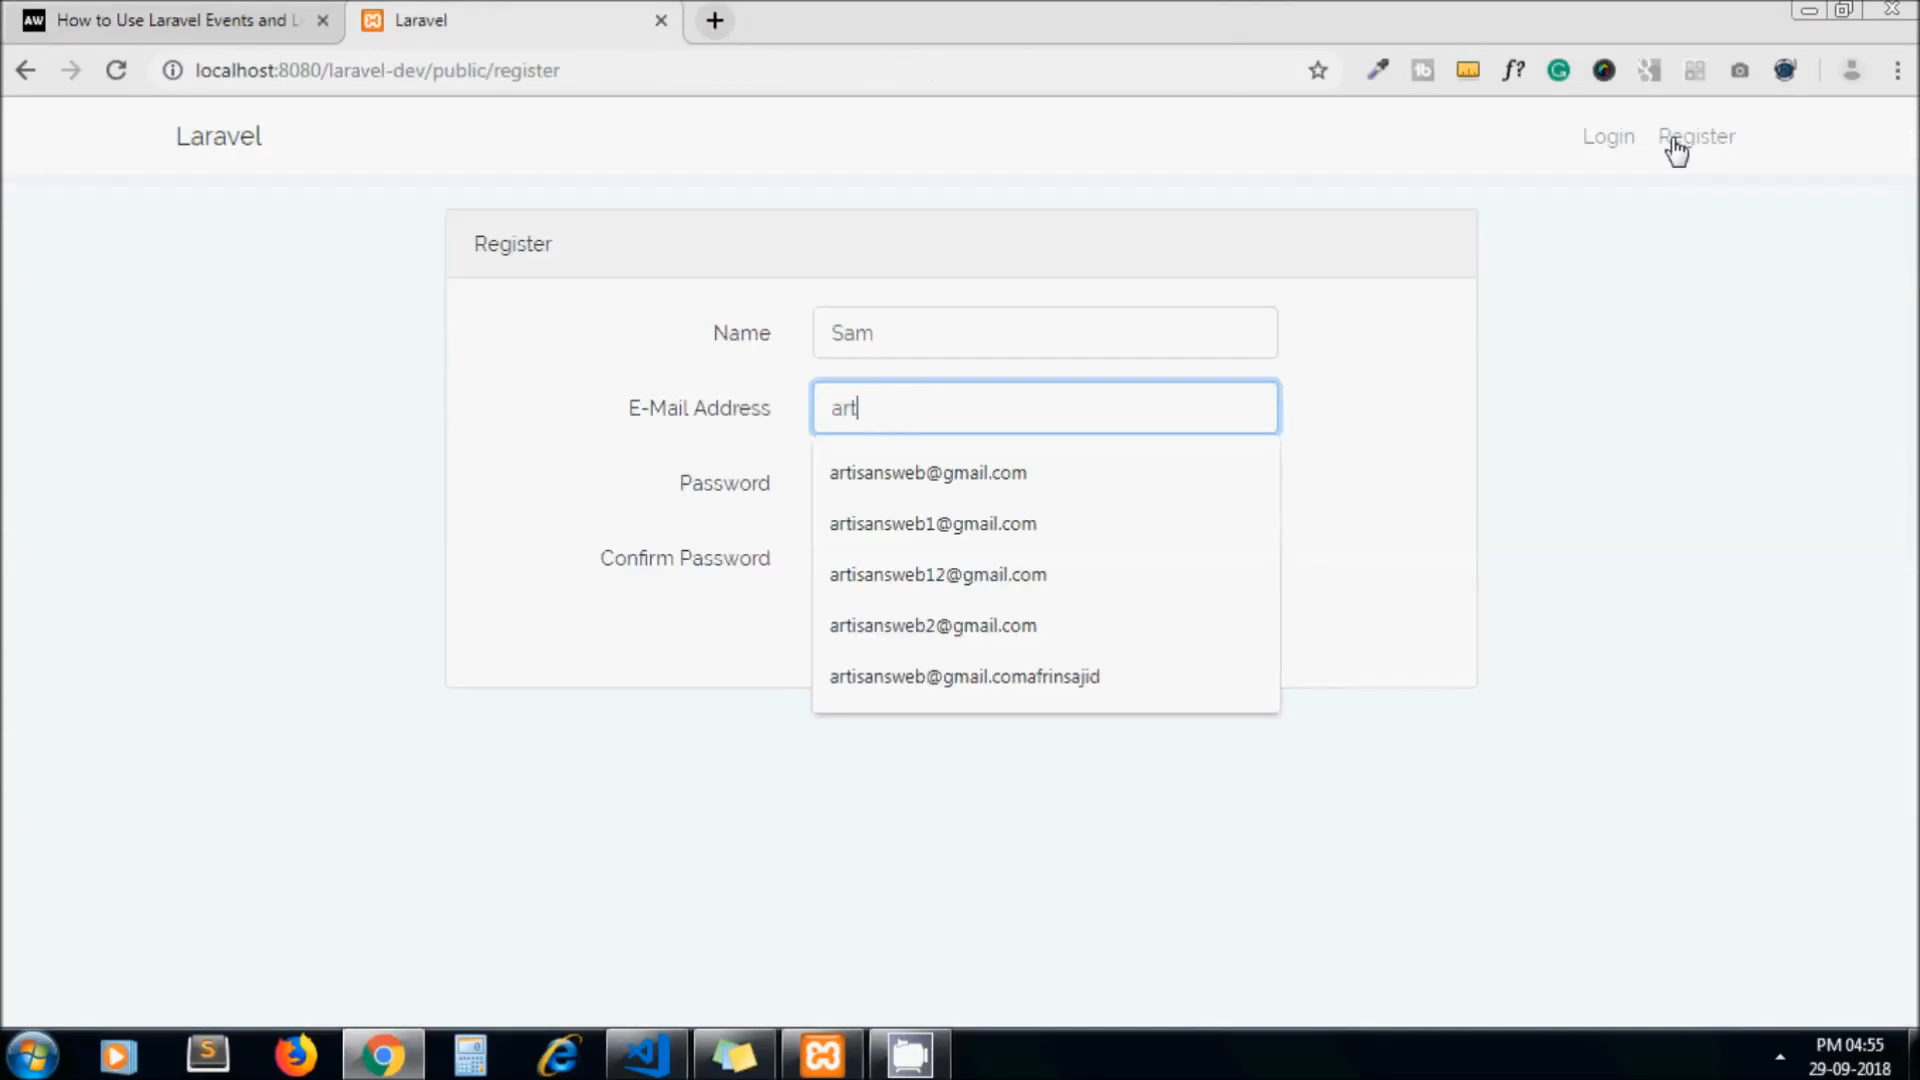 AW How to Use Laravel Events and L
Laravel
localhost:8080/laravel-dev/public/register
f?
Laravel
Login Register
Register
Name Sam
E-Mail Address art
artisansweb@gmail.com
Password
artisansweb1@gmail.com
Confirm Password
artisansweb12@gmail.com
artisansweb2@gmail.com
artisansweb@gmail.comafrinsajid
PM 04:55
29-09-2018